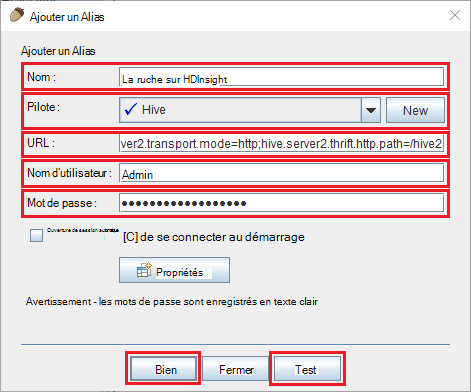 Ajouter un Alias
Ajouter un Alias
Nom :
La ruche sur HDInsight
Pilote :
Hive
New
URL :
ver2.transport.mode=http;hive.server2.thrift.http.path=/hive2
Nom d'utilisateur :
Admin
Mot de passe :
••••••••••••••••••
Ouverture de session
[C] de se connecter au démarrage
Propriétés
Avertissement - les mots de passe sont enregistrés en texte clair
Bien
Fermer
Test